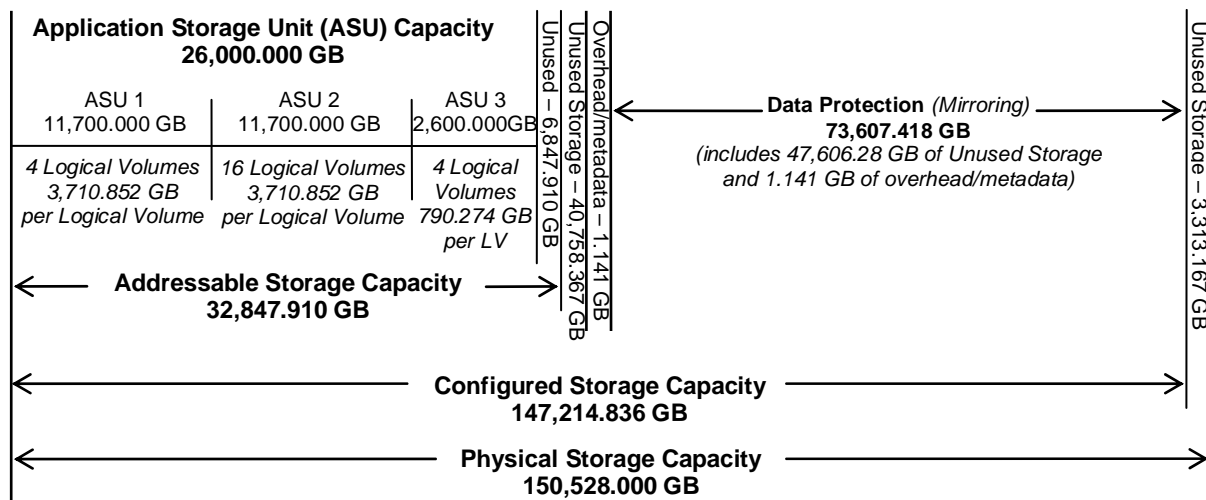 Application Storage Unit (ASU) Capacity
26,000.000 GB
ASU 1
11,700.000 GB
4 Logical Volumes
3,710.852 GB
per Logical Volume
ASU 2
11,700.000 GB
16 Logical Volumes
3,710.852 GB
per Logical Volume
ASU 3
2,600.000GB
4 Logical
Volumes
790.274 GB
per LV
Unused – 6,847.910 GB
Unused Storage – 40,758.367 GB
Overhead/metadata – 1.141 GB
Data Protection (Mirroring)
73,607.418 GB
(includes 47,606.28 GB of Unused Storage
and 1.141 GB of overhead/metadata)
Unused Storage – 3,313.167 GB
Addressable Storage Capacity
32,847.910 GB
Configured Storage Capacity
147,214.836 GB
Physical Storage Capacity
150,528.000 GB